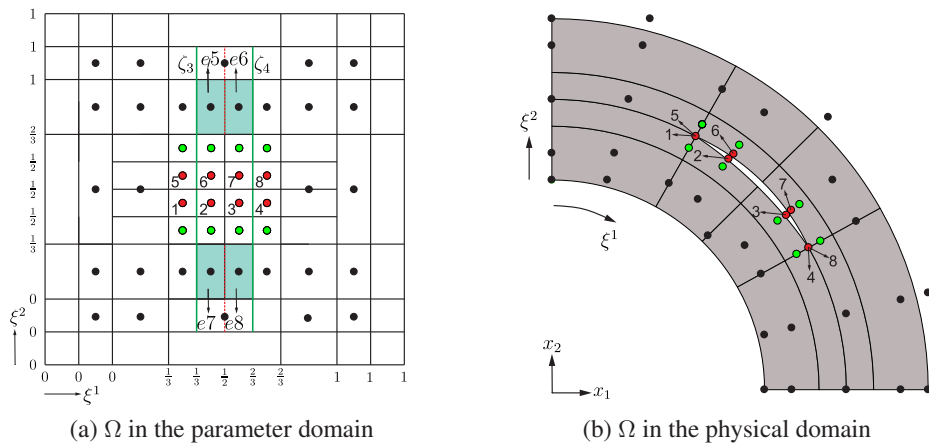 1
1
1
2/3
1/2
1/2
1/2
1/3
0
0
0
ξ²
ξ¹
0 0 0 1/3 1/3 1/2 2/3 2/3 1 1 1
ζ₃ e5 e6 ζ₄
5 6 7 8
1 2 3 4
e7 e8
(a) Ω in the parameter domain
ξ²
ξ¹
5
1
6
2
7
3
8
4
x₂
x₁
(b) Ω in the physical domain